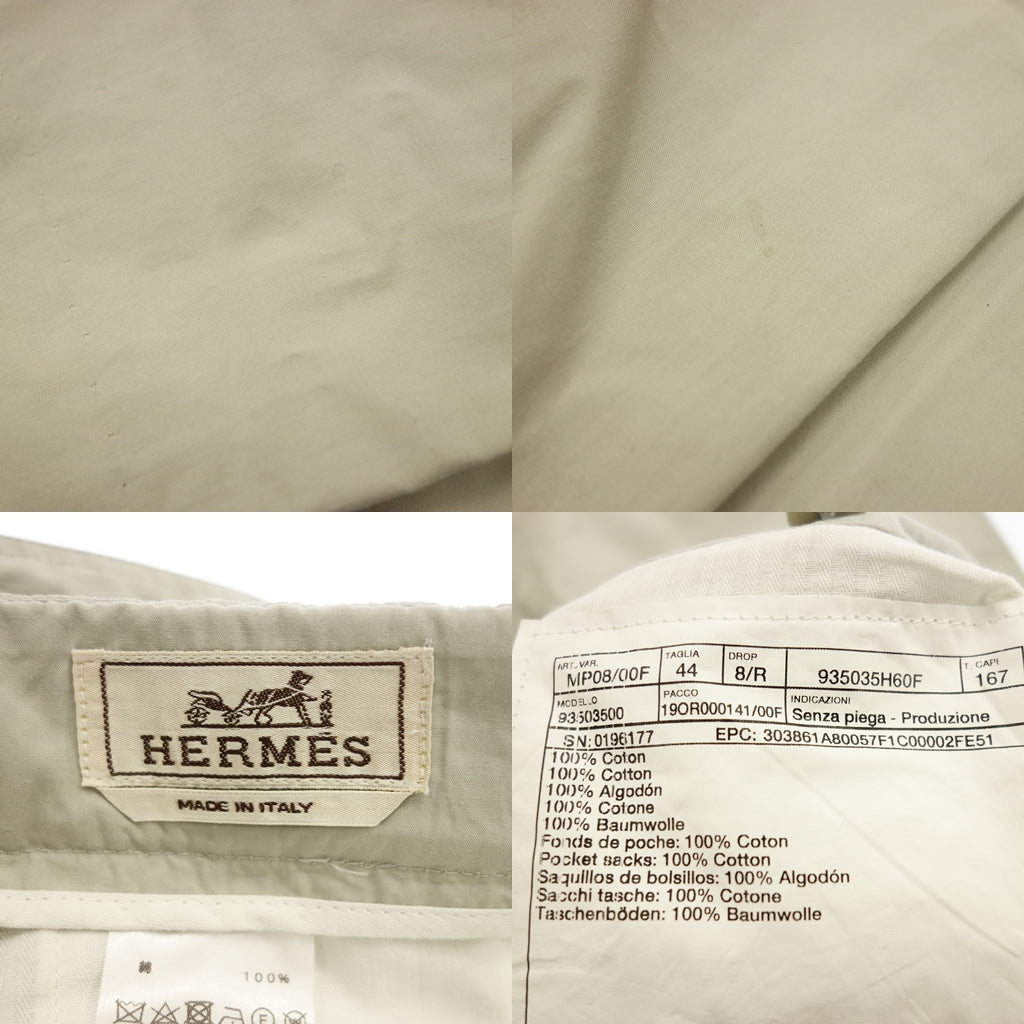 HERMÈS
MADE IN ITALY
綿 100%
F
ART. VAR. TAGLIA DROP T. CAPI
MP08/00F 44 8/R 935035H60F 167
MODELLO PACCO INDICAZIONI
93503500 19OR000141/00F Senza piega - Produzione
SN: 0196177 EPC: 303861A80057F1C00002FE51
100% Coton
100% Cotton
100% Algodón
100% Cotone
100% Baumwolle
Fonds de poche: 100% Coton
Pocket sacks: 100% Cotton
Saquillos de bolsillos: 100% Algodón
Sacchi tasche: 100% Cotone
Taschenböden: 100% Baumwolle